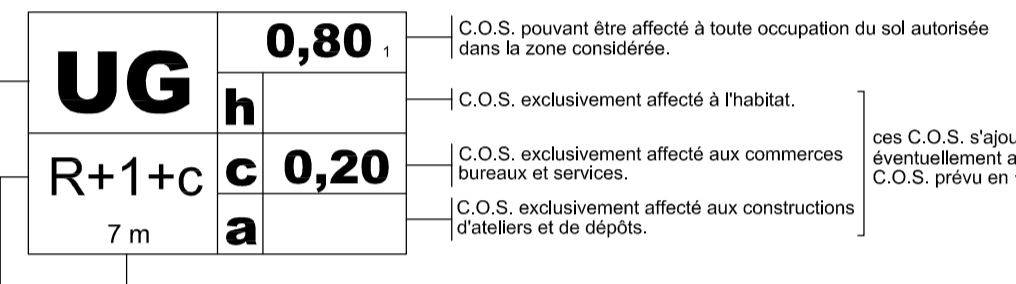 UG
0,80 1
h
R+1+c
c 0,20
7 m
a
C.O.S. pouvant être affecté à toute occupation du sol autorisée
dans la zone considérée.
C.O.S. exclusivement affecté à l'habitat.
C.O.S. exclusivement affecté aux commerces
bureaux et services.
C.O.S. exclusivement affecté aux constructions
d'ateliers et de dépôts.
ces C.O.S.
éventuellement
C.O.S. prévu en